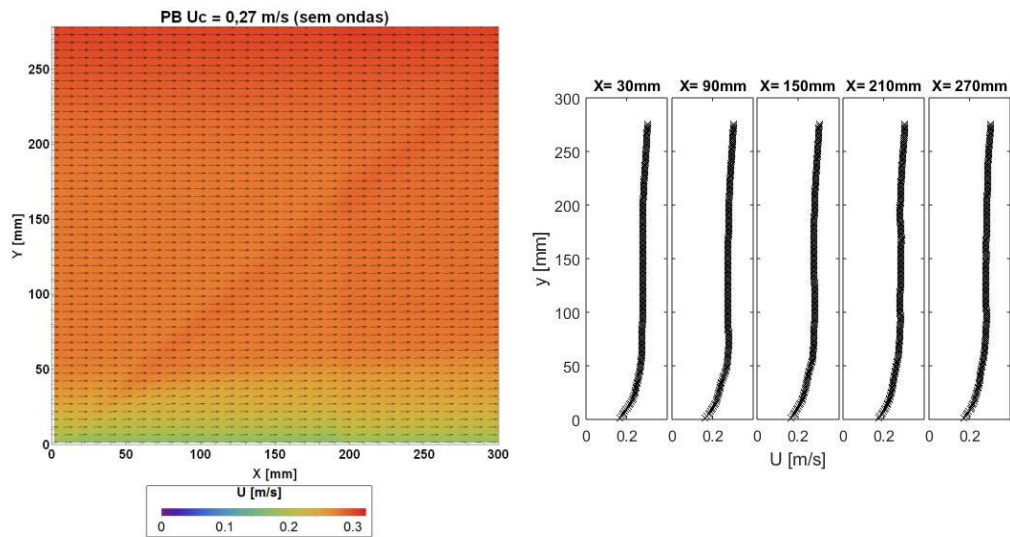 PB Uc = 0,27 m/s (sem ondas)
250
200
150
100
50
0
Y [mm]
0 50 100 150 200 250 300
X [mm]
U [m/s]
0 0.1 0.2 0.3
X= 30mm X= 90mm X= 150mm X= 210mm X= 270mm
300
250
200
150
100
50
0
y [mm]
0 0.2 0 0.2 0 0.2 0 0.2 0 0.2
U [m/s]